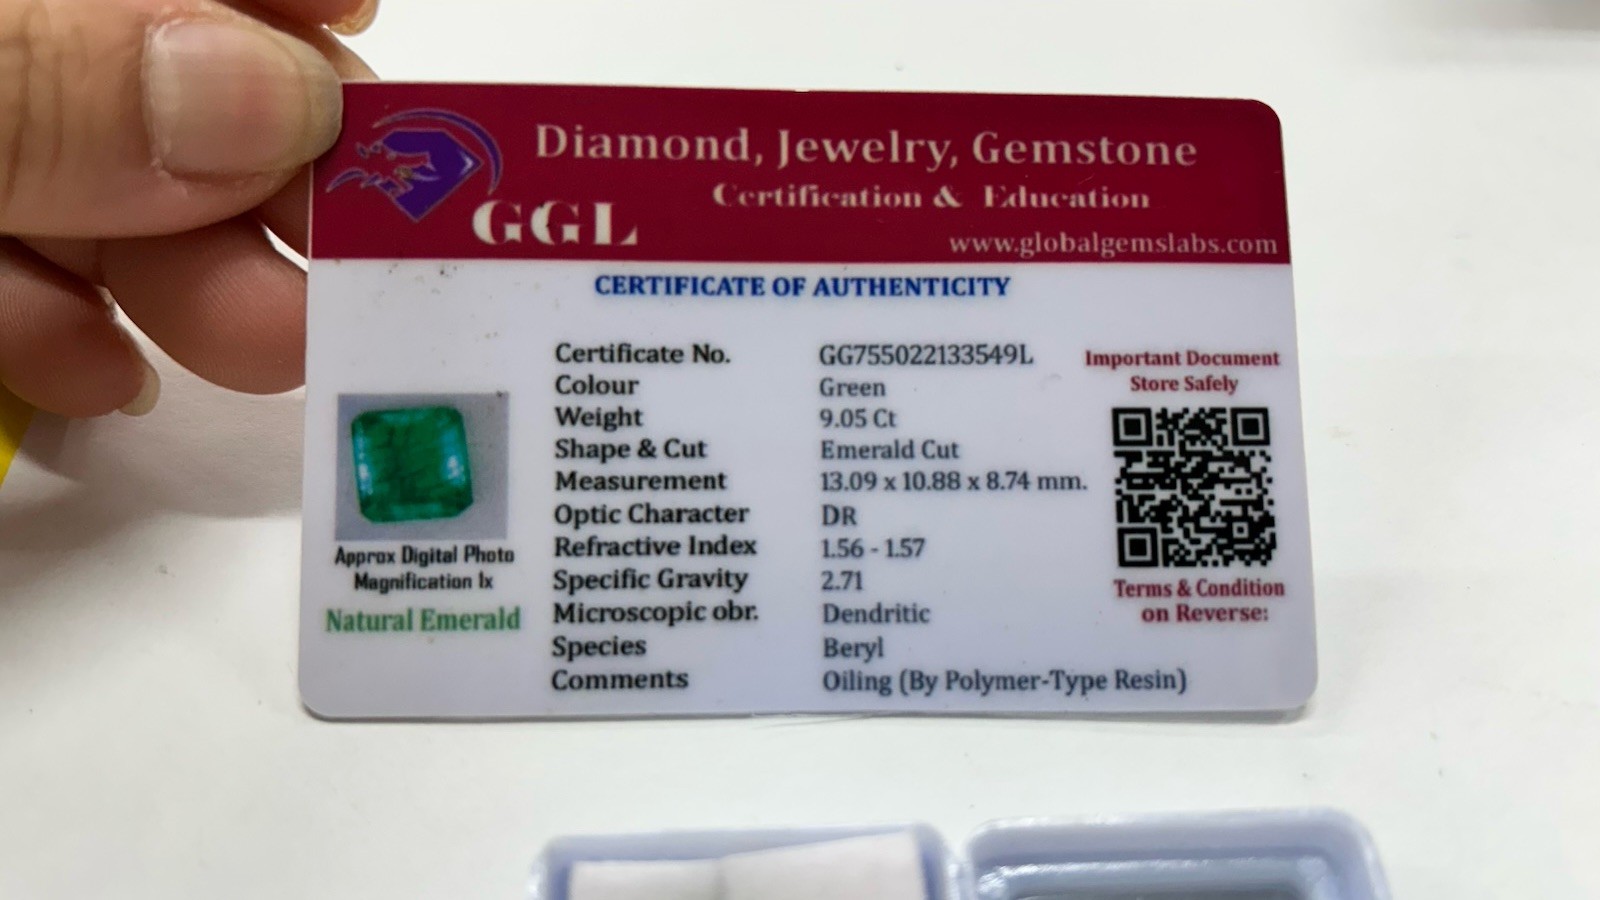 Diamond, Jewelry, Gemstone
Certification & Education
GGL
www.globalgemslabs.com
CERTIFICATE OF AUTHENTICITY
Certificate No. GG755022133549L
Colour Green
Weight 9.05 Ct
Shape & Cut Emerald Cut
Measurement 13.09 x 10.88 x 8.74 mm.
Optic Character DR
Refractive Index 1.56 - 1.57
Specific Gravity 2.71
Microscopic obr. Dendritic
Species Beryl
Comments Oiling (By Polymer-Type Resin)
Approx Digital Photo
Magnification 1x
Natural Emerald
Important Document
Store Safely
Terms & Condition
on Reverse: